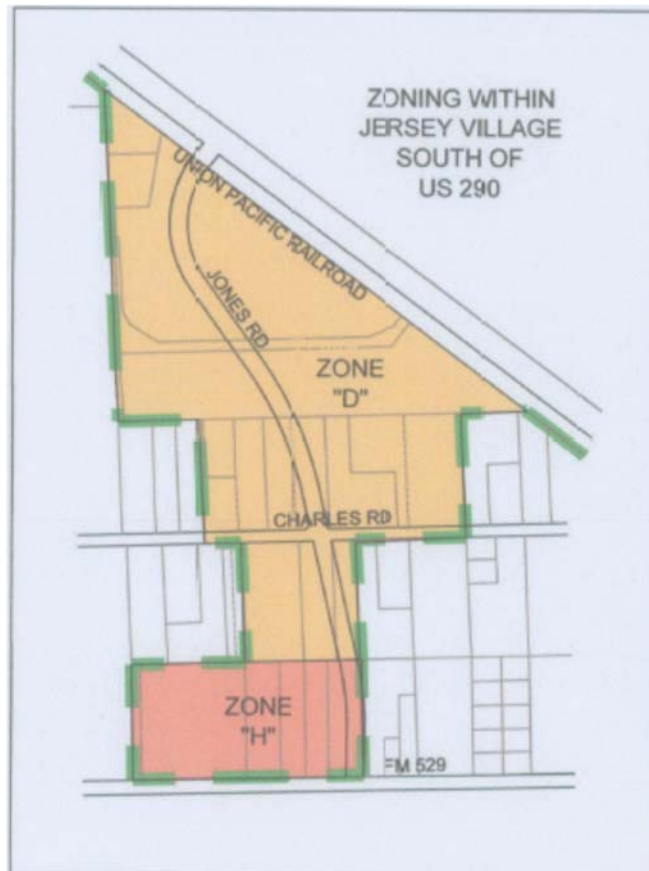 ZONING WITHIN
JERSEY VILLAGE
SOUTH OF
US 290
UNION PACIFIC RAILROAD
JONES RD
ZONE
"D"
CHARLES RD
ZONE
"H"
FM 529